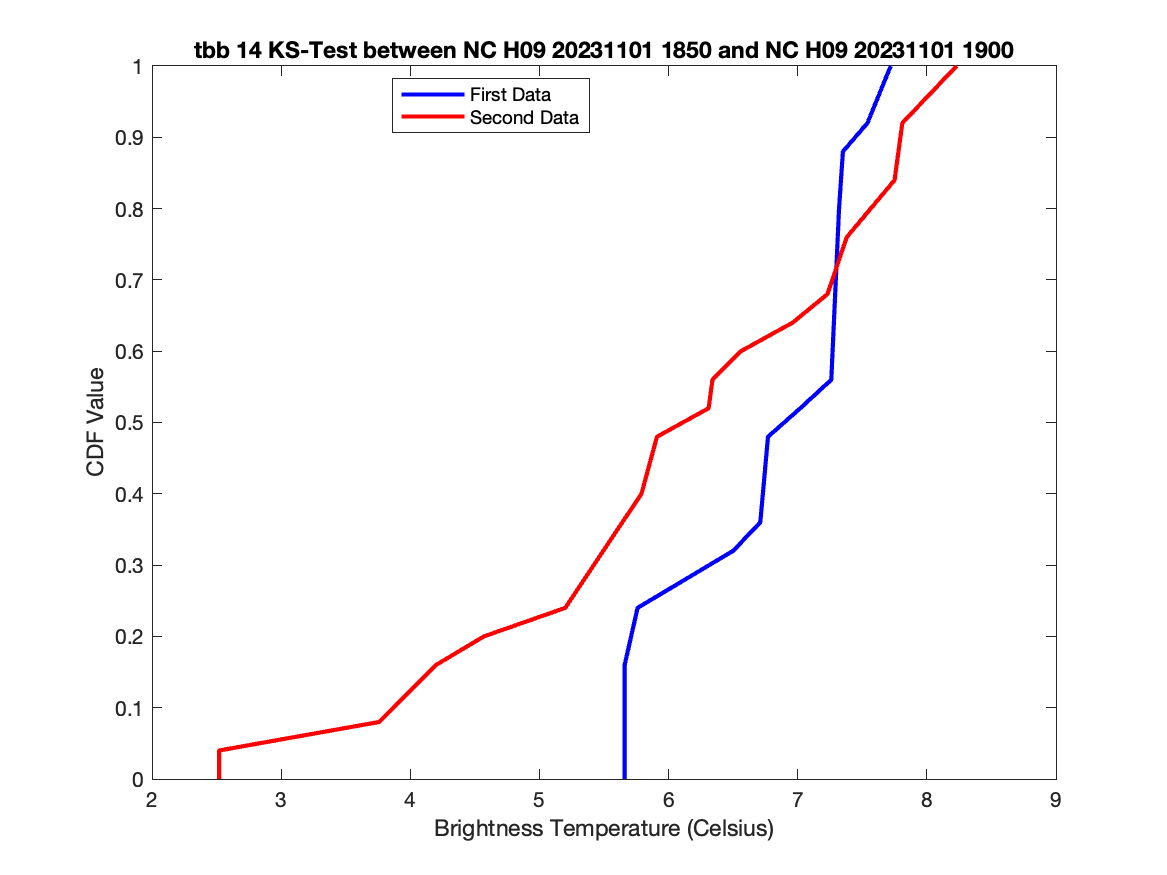 tbb 14 KS-Test between NC H09 20231101 1850 and NC H09 20231101 1900
First Data
Second Data
1
0.9
0.8
0.7
0.6
0.5
0.4
0.3
0.2
0.1
0
CDF Value
2 3 4 5 6 7 8 9
Brightness Temperature (Celsius)